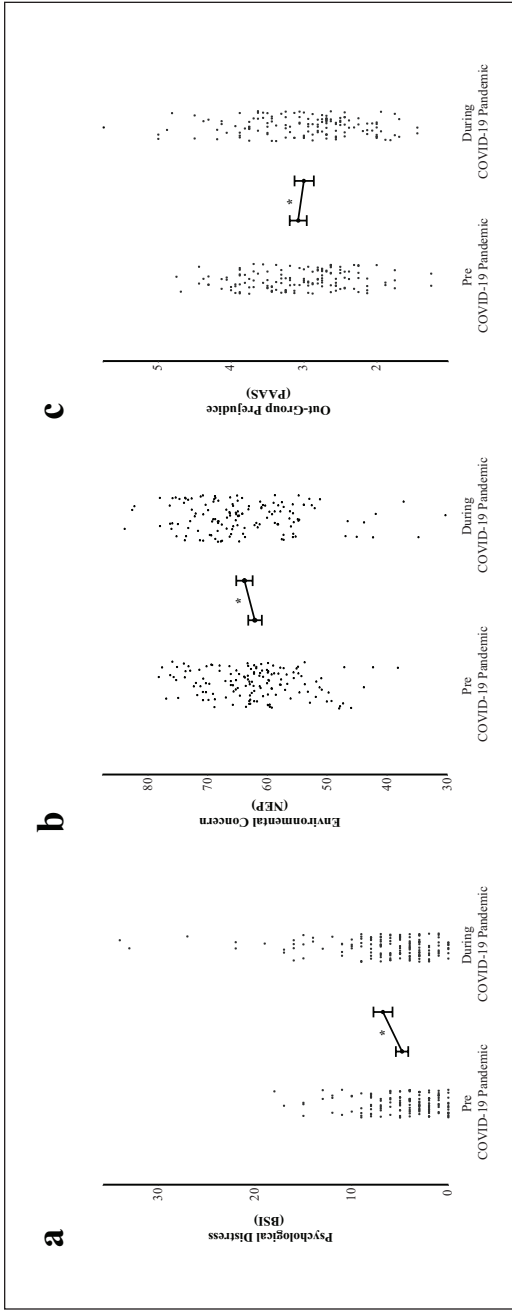 a
Psychological Distress
(BSI)
30
20
10
0
*
Pre
COVID-19 Pandemic
During
COVID-19 Pandemic
b
Environmental Concern
(NEP)
80
70
60
50
40
30
*
Pre
COVID-19 Pandemic
During
COVID-19 Pandemic
c
Out-Group Prejudice
(PAAS)
5
4
3
2
*
Pre
COVID-19 Pandemic
During
COVID-19 Pandemic